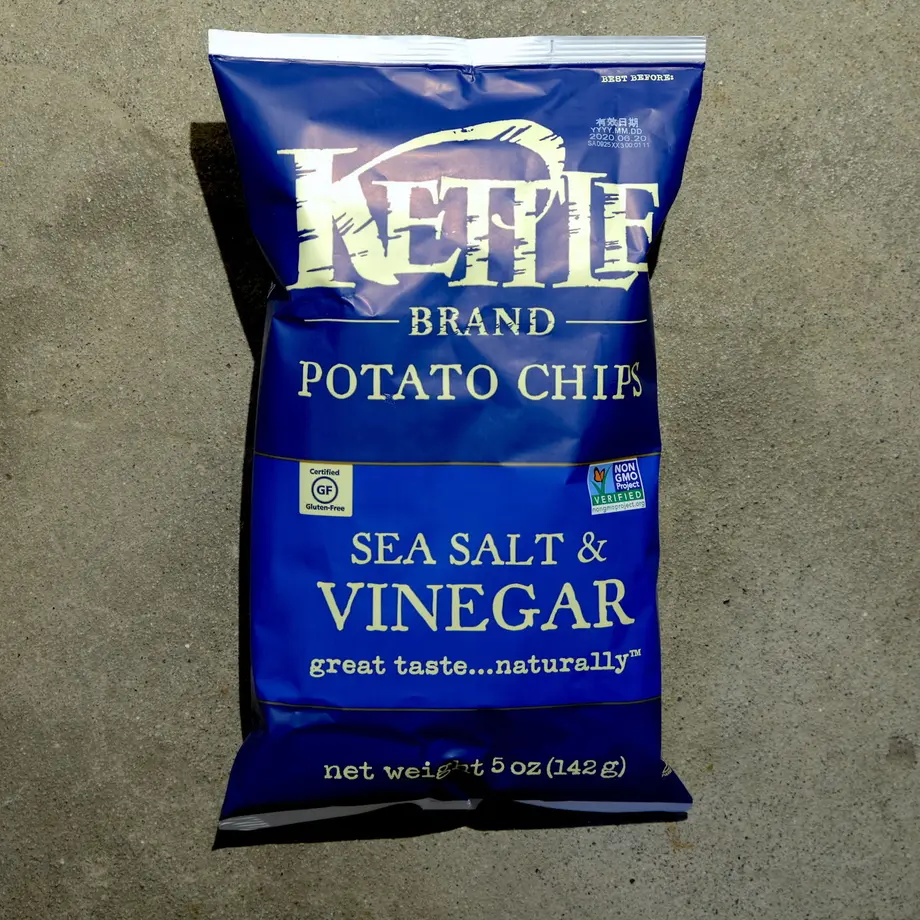 BEST BEFORE:
有效日期
YYYY.MM.DD
2020.06.20
KETTLE
BRAND
POTATO CHIPS
Certified
GF
Gluten-Free
NON
GMO
Project
VERIFIED
nongmoproject.org
SEA SALT &
VINEGAR
great taste...naturally™
net weight 5 oz (142 g)